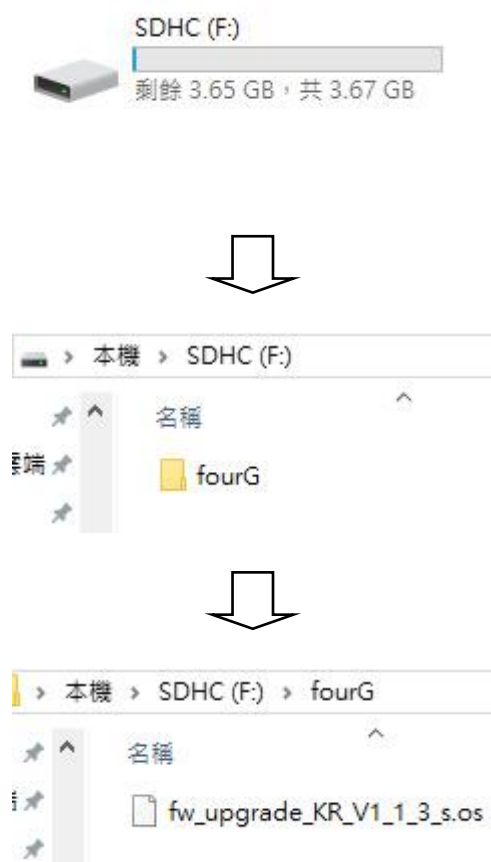 SDHC (F:)
剩餘 3.65 GB，共 3.67 GB
本機 > SDHC (F:)
名稱
端
fourG
本機 > SDHC (F:) > fourG
名稱
fw_upgrade_KR_V1_1_3_s.os